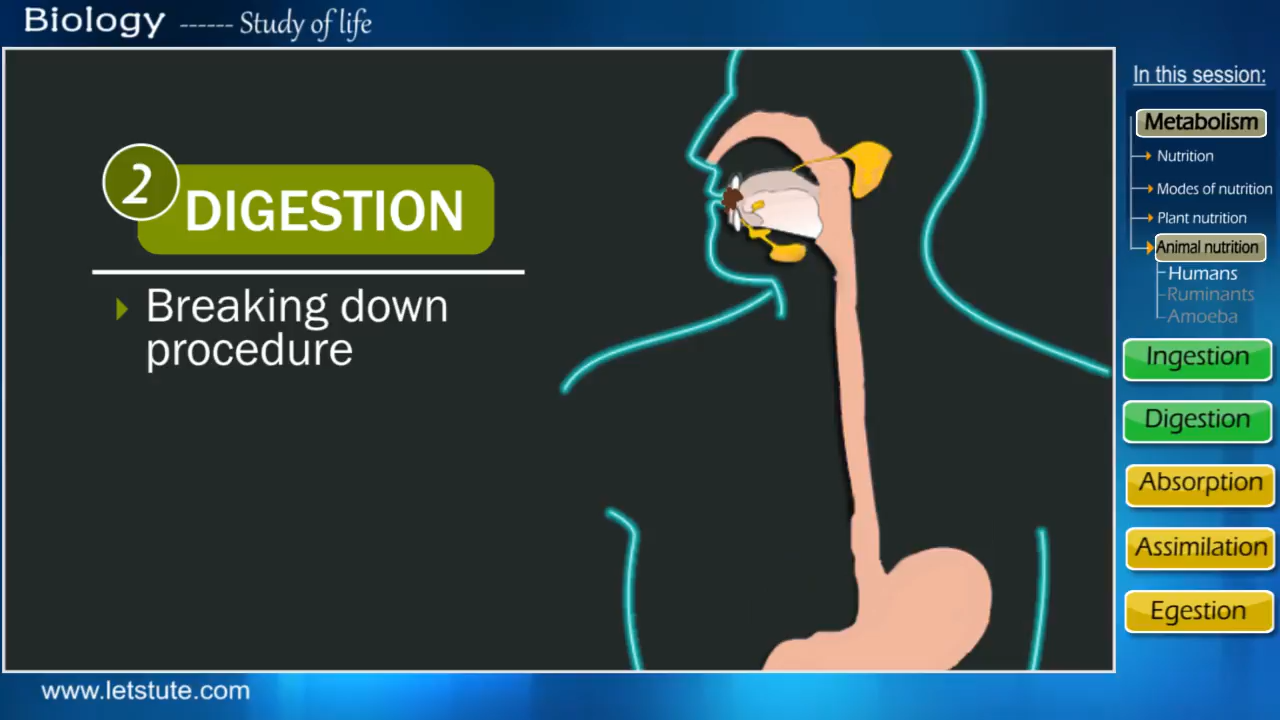 Biology ------ Study of life
2
DIGESTION
Breaking down
procedure
In this session:
Metabolism
Nutrition
Modes of nutrition
Plant nutrition
Animal nutrition
Humans
Ruminants
Amoeba
Ingestion
Digestion
Absorption
Assimilation
Egestion
www.letstute.com